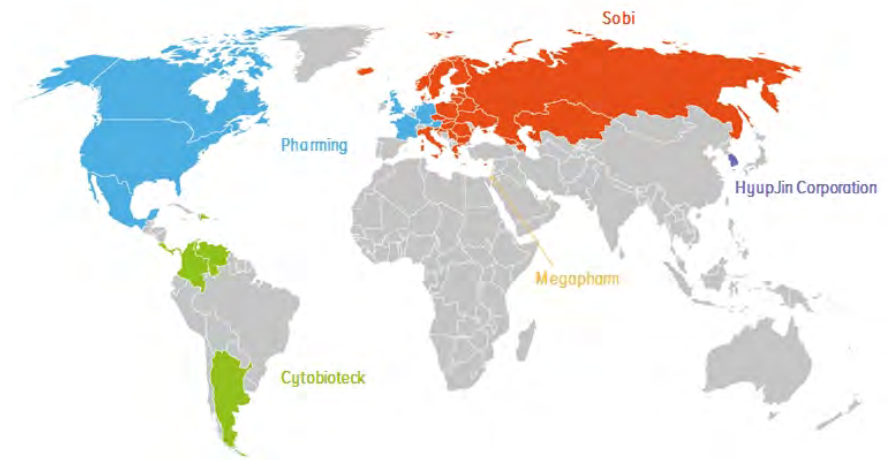 Sobi
Pharming
HyupJin Corporation
Megapharm
Cytobioteck